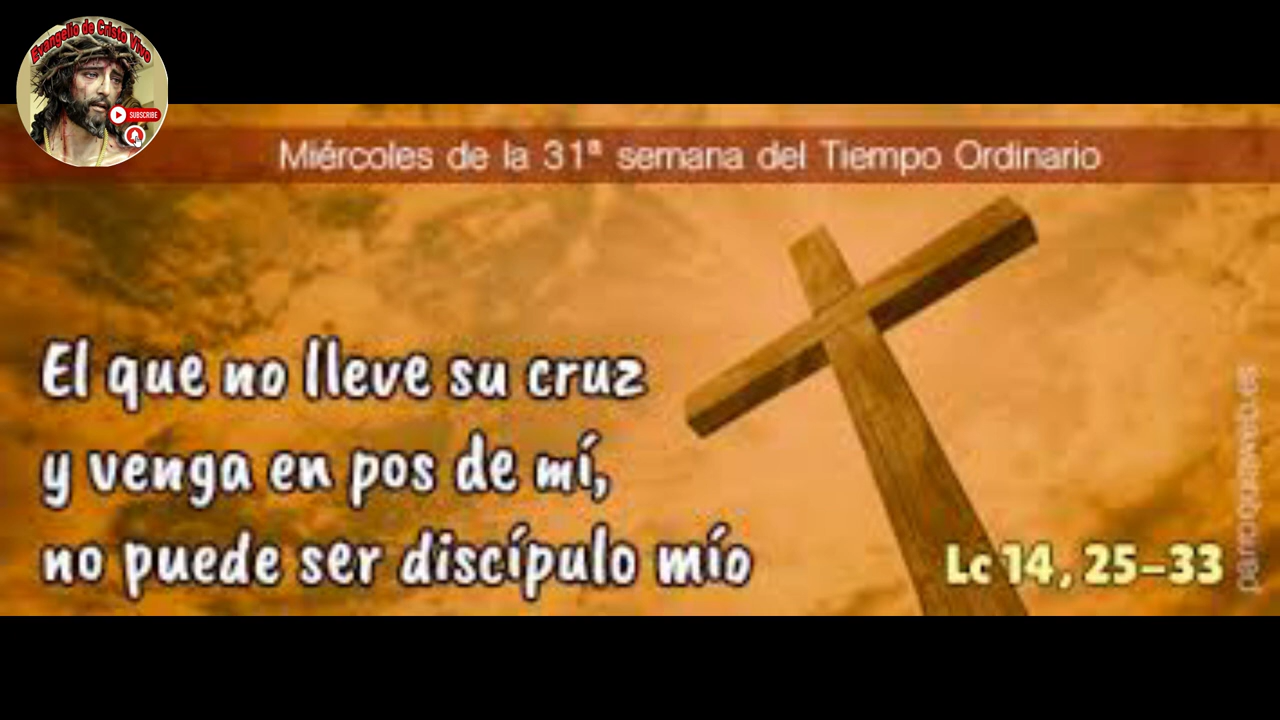 Evangelio de Cristo Vivo
SUBSCRIBE
Miércoles de la 31ª semana del Tiempo Ordinario
El que no lleve su cruz
y venga en pos de mí,
no puede ser discípulo mío
Lc 14, 25-33